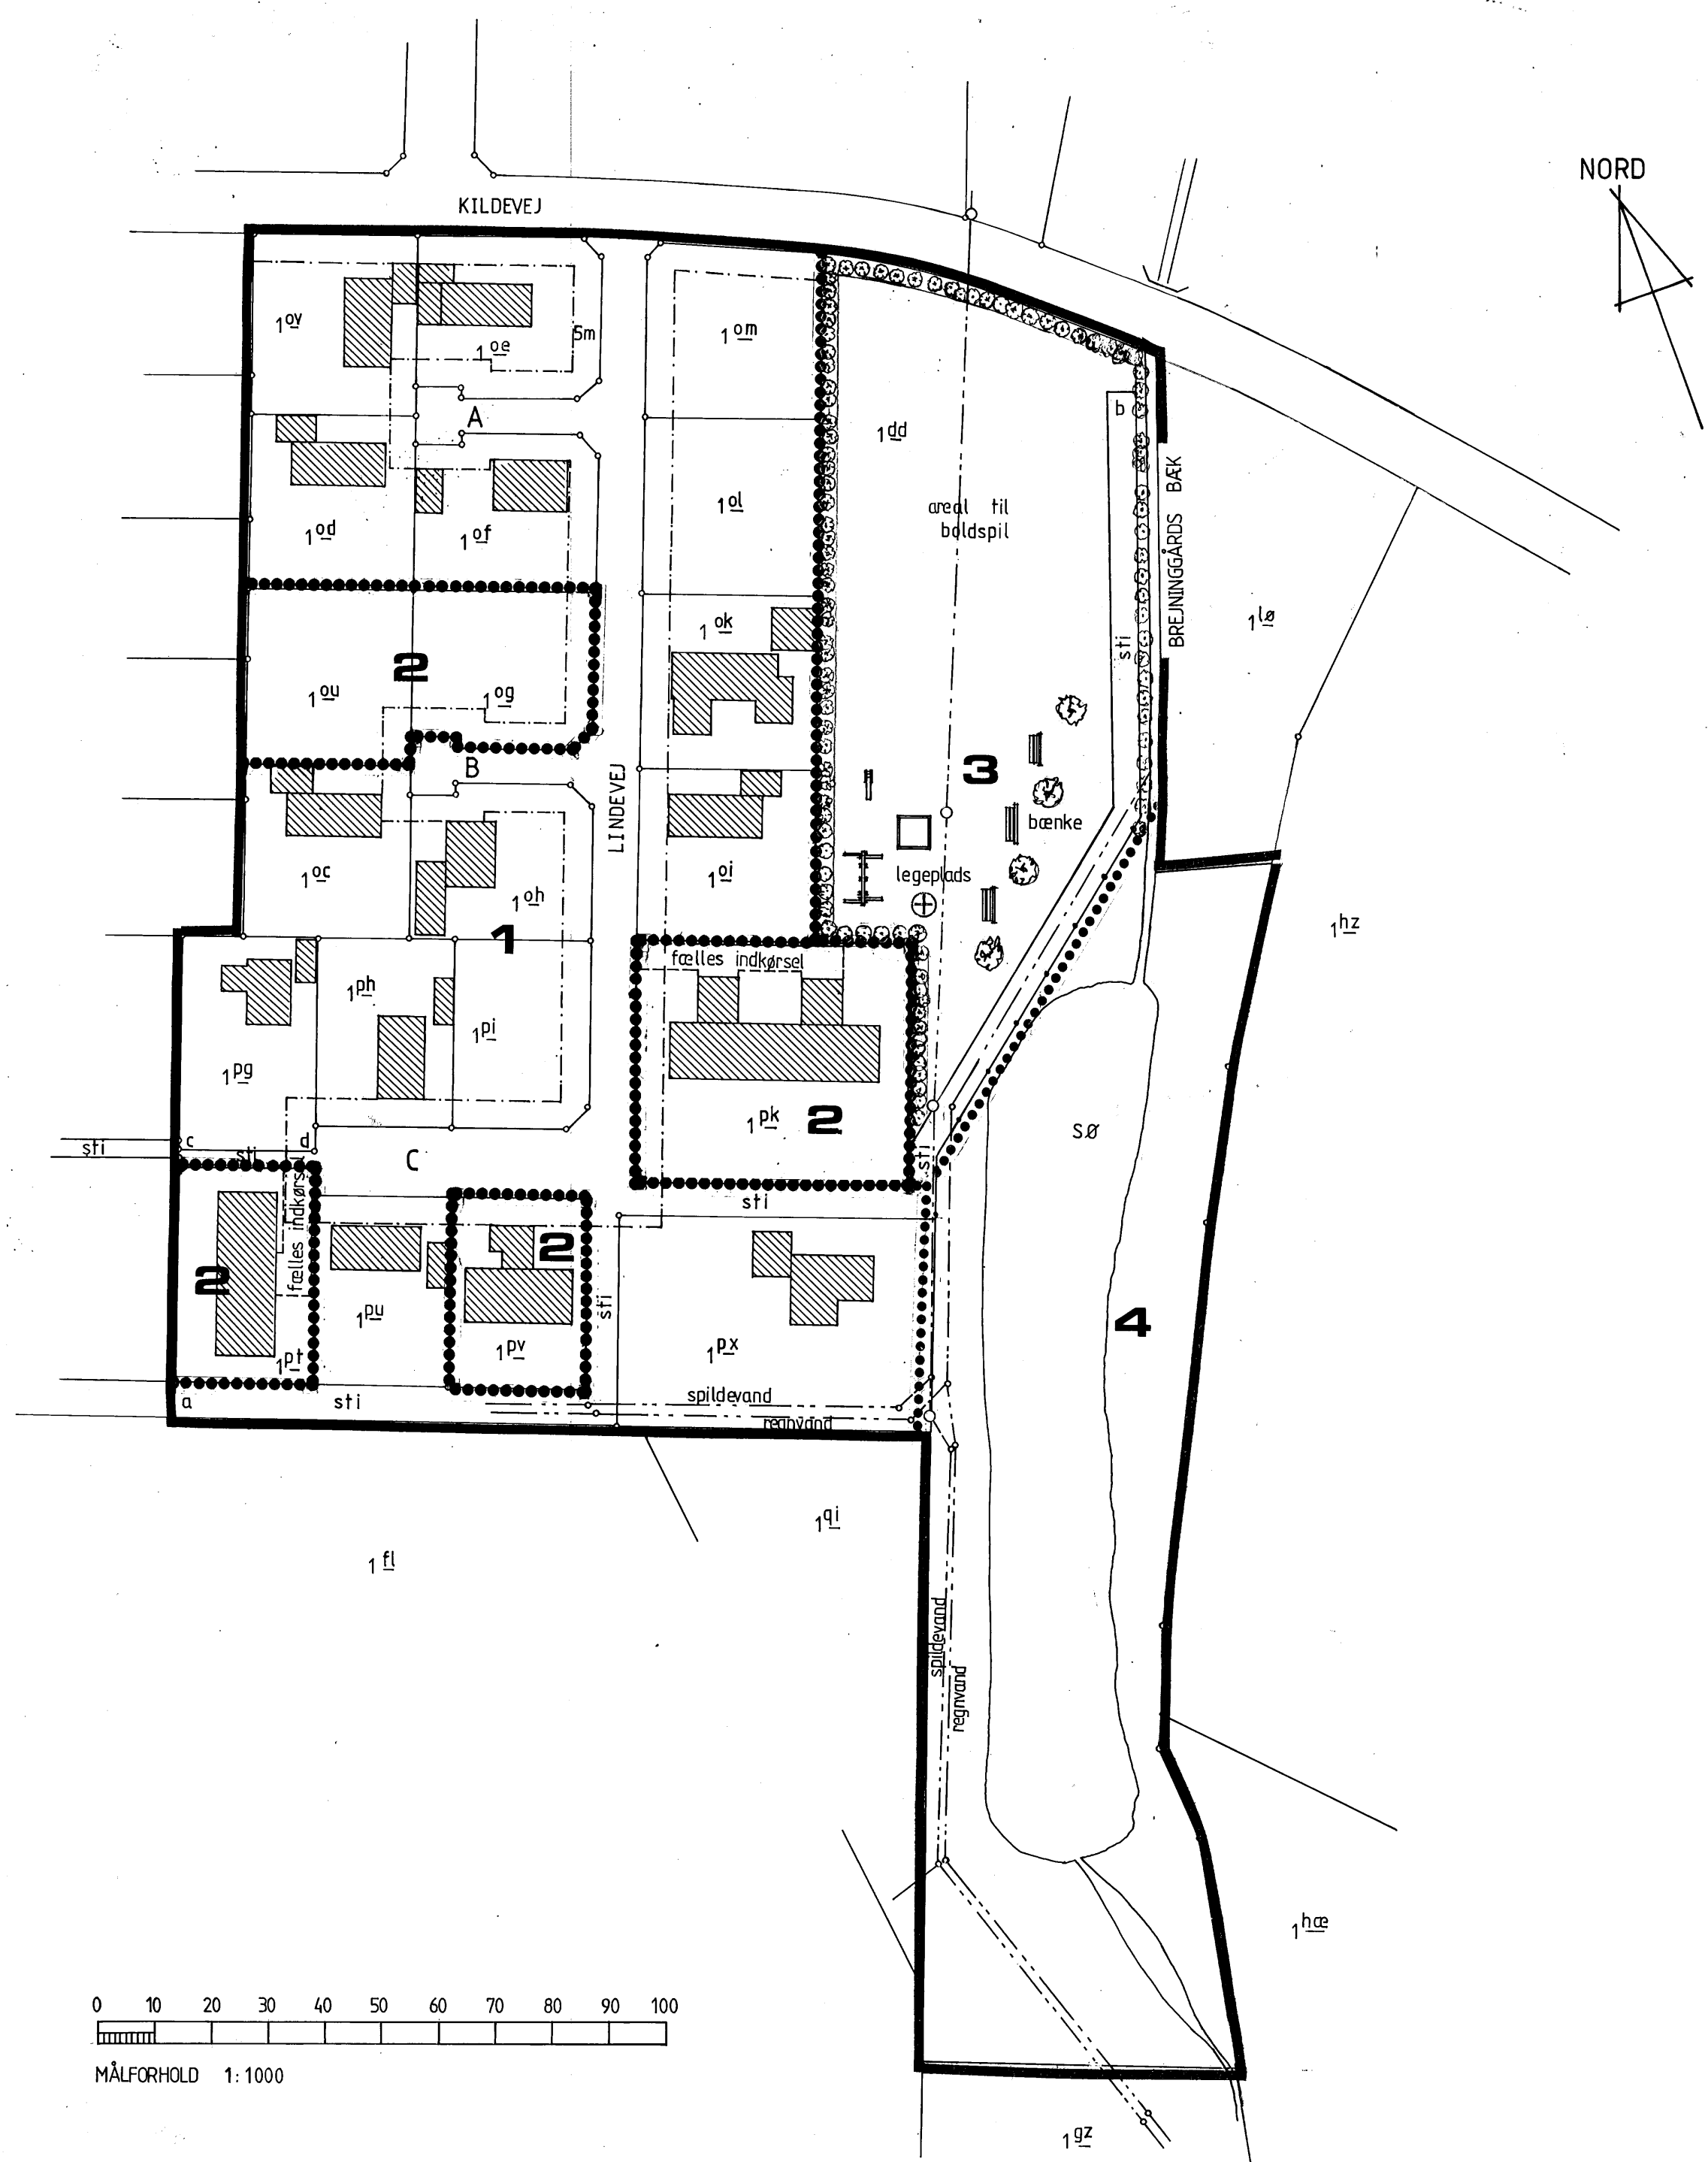 NORD
KILDEVEJ
1ov
1oe
5m
1om
A
b
1dd
1od
1of
1ol
areal til
boldspil
BREJNINGGÅRDS BÆK
1lø
1ok
sti
2
1ou
1og
B
LINDEVEJ
3
bænke
1oc
1oh
1oi
legeplads
1
1hz
fælles indkørsel
1ph
1pi
1pg
1pk
2
SØ
sti
c
sti
d
C
sti
sti
fælles indkørsel
2
2
sti
4
1pu
1pv
1px
1pt
a
sti
spildevand
regnvand
1qi
1fl
spildevand
regnvand
1hæ
0 10 20 30 40 50 60 70 80 90 100
MÅLFORHOLD 1:1000
1gz